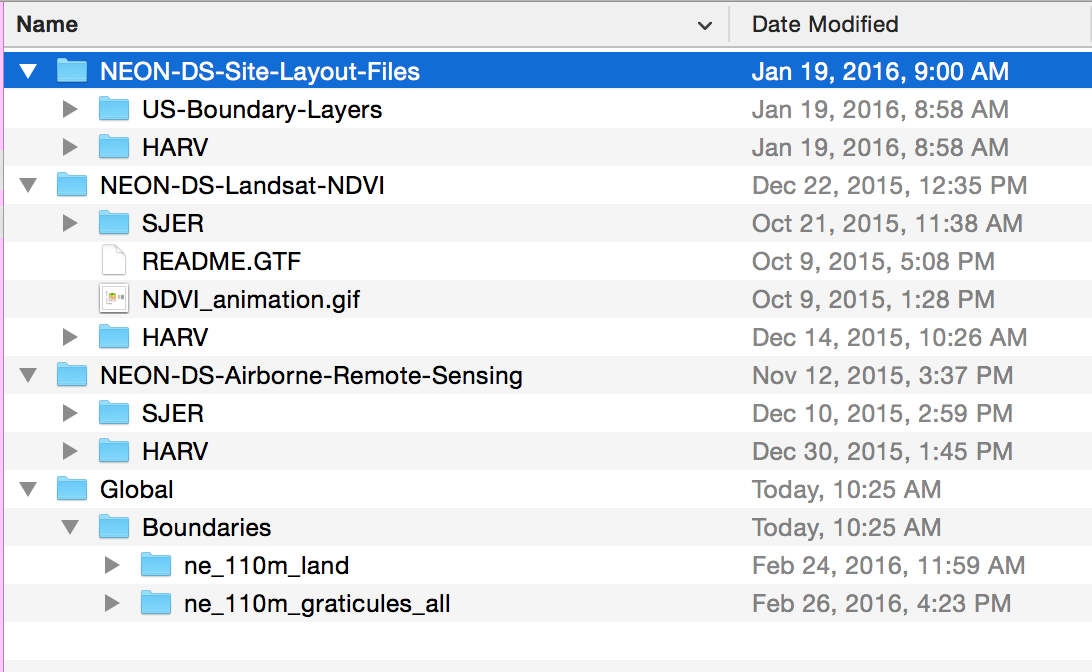 Name Date Modified
NEON-DS-Site-Layout-Files Jan 19, 2016, 9:00 AM
US-Boundary-Layers Jan 19, 2016, 8:58 AM
HARV Jan 19, 2016, 8:58 AM
NEON-DS-Landsat-NDVI Dec 22, 2015, 12:35 PM
SJER Oct 21, 2015, 11:38 AM
README.GTF Oct 9, 2015, 5:08 PM
NDVI_animation.gif Oct 9, 2015, 1:28 PM
HARV Dec 14, 2015, 10:26 AM
NEON-DS-Airborne-Remote-Sensing Nov 12, 2015, 3:37 PM
SJER Dec 10, 2015, 2:59 PM
HARV Dec 30, 2015, 1:45 PM
Global Today, 10:25 AM
Boundaries Today, 10:25 AM
ne_110m_land Feb 24, 2016, 11:59 AM
ne_110m_graticules_all Feb 26, 2016, 4:23 PM